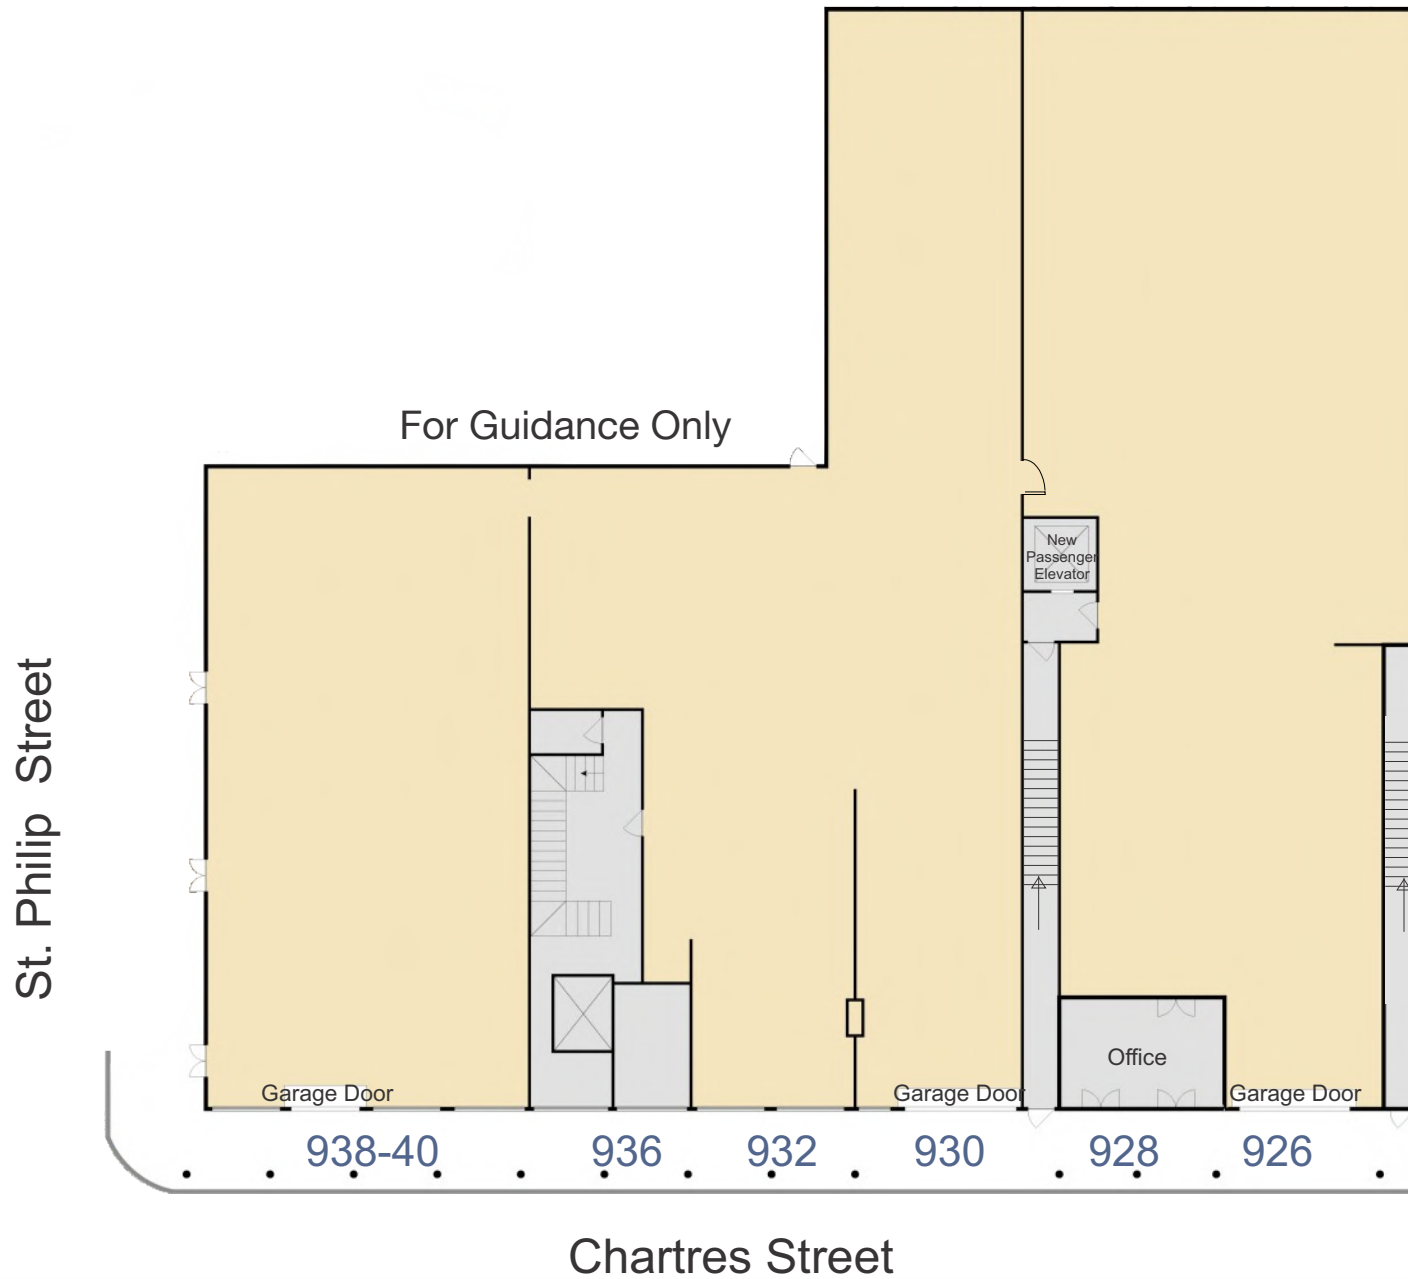 For Guidance Only
New
Passenger
Elevator
St. Philip Street
Office
Garage Door
Garage Door
Garage Door
938-40
936
932
930
928
926
Chartres Street